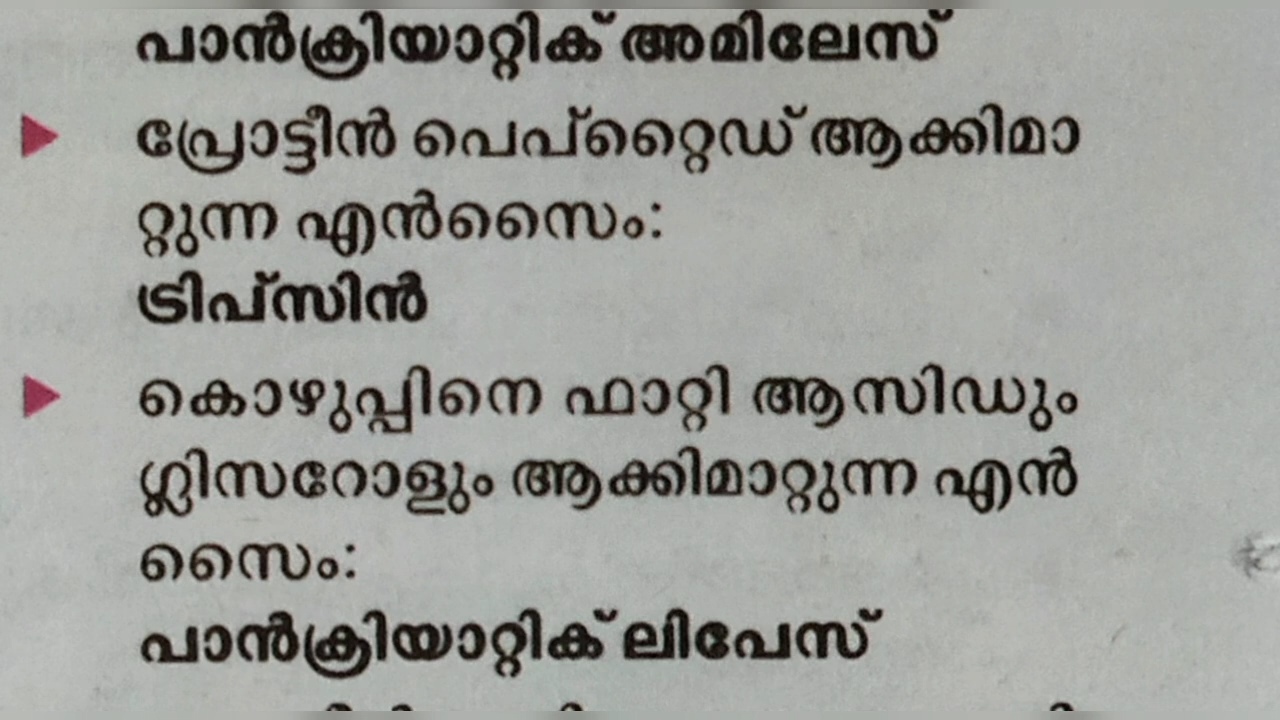 പാൻക്രിയാറ്റിക് അമിലേസ്
പ്രോട്ടീൻ പെപ്റ്റൈഡ് ആക്കിമാ
റ്റുന്ന എൻസൈം:
ട്രിപ്സിൻ
കൊഴുപ്പിനെ ഫാറ്റി ആസിഡും
ഗ്ലിസറോളും ആക്കിമാറ്റുന്ന എൻ
സൈം:
പാൻക്രിയാറ്റിക് ലിപേസ്